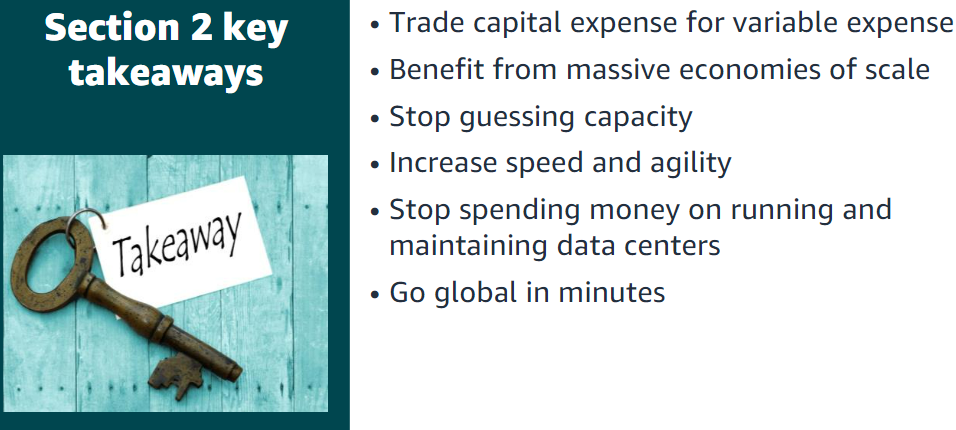 Section 2 key
takeaways
Takeaway
• Trade capital expense for variable expense
• Benefit from massive economies of scale
• Stop guessing capacity
• Increase speed and agility
• Stop spending money on running and
maintaining data centers
• Go global in minutes